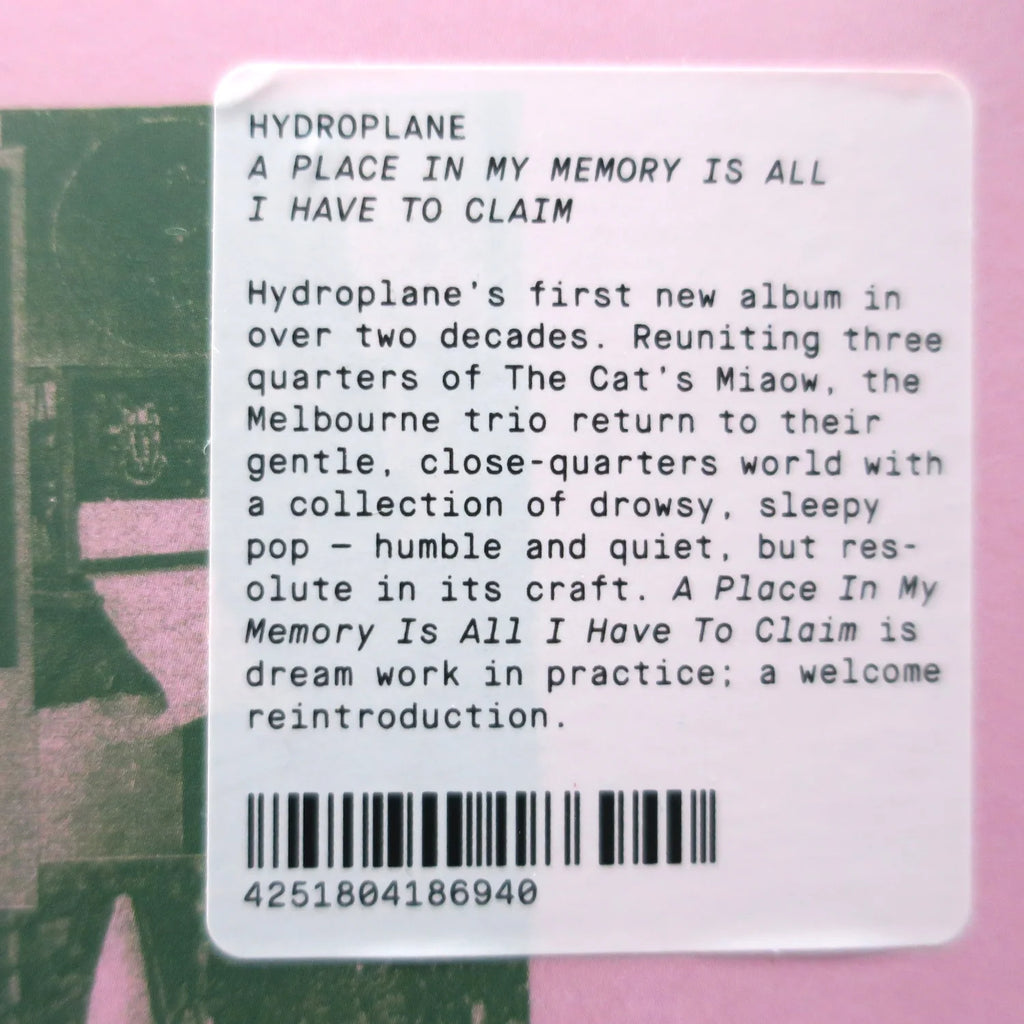 HYDROPLANE
A PLACE IN MY MEMORY IS ALL
I HAVE TO CLAIM
Hydroplane's first new album in
over two decades. Reuniting three
quarters of The Cat's Miaow, the
Melbourne trio return to their
gentle, close-quarters world with
a collection of drowsy, sleepy
pop – humble and quiet, but res-
olute in its craft. A Place In My
Memory Is All I Have To Claim is
dream work in practice; a welcome
reintroduction.
4251804186940